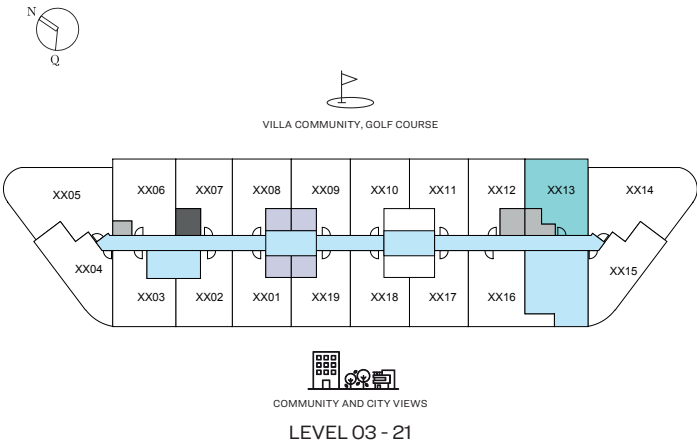 N
Q
VILLA COMMUNITY, GOLF COURSE
XX05
XX06
XX07
XX08
XX09
XX10
XX11
XX12
XX13
XX14
XX04
XX03
XX02
XX01
XX19
XX18
XX17
XX16
XX15
COMMUNITY AND CITY VIEWS
LEVEL 03 - 21